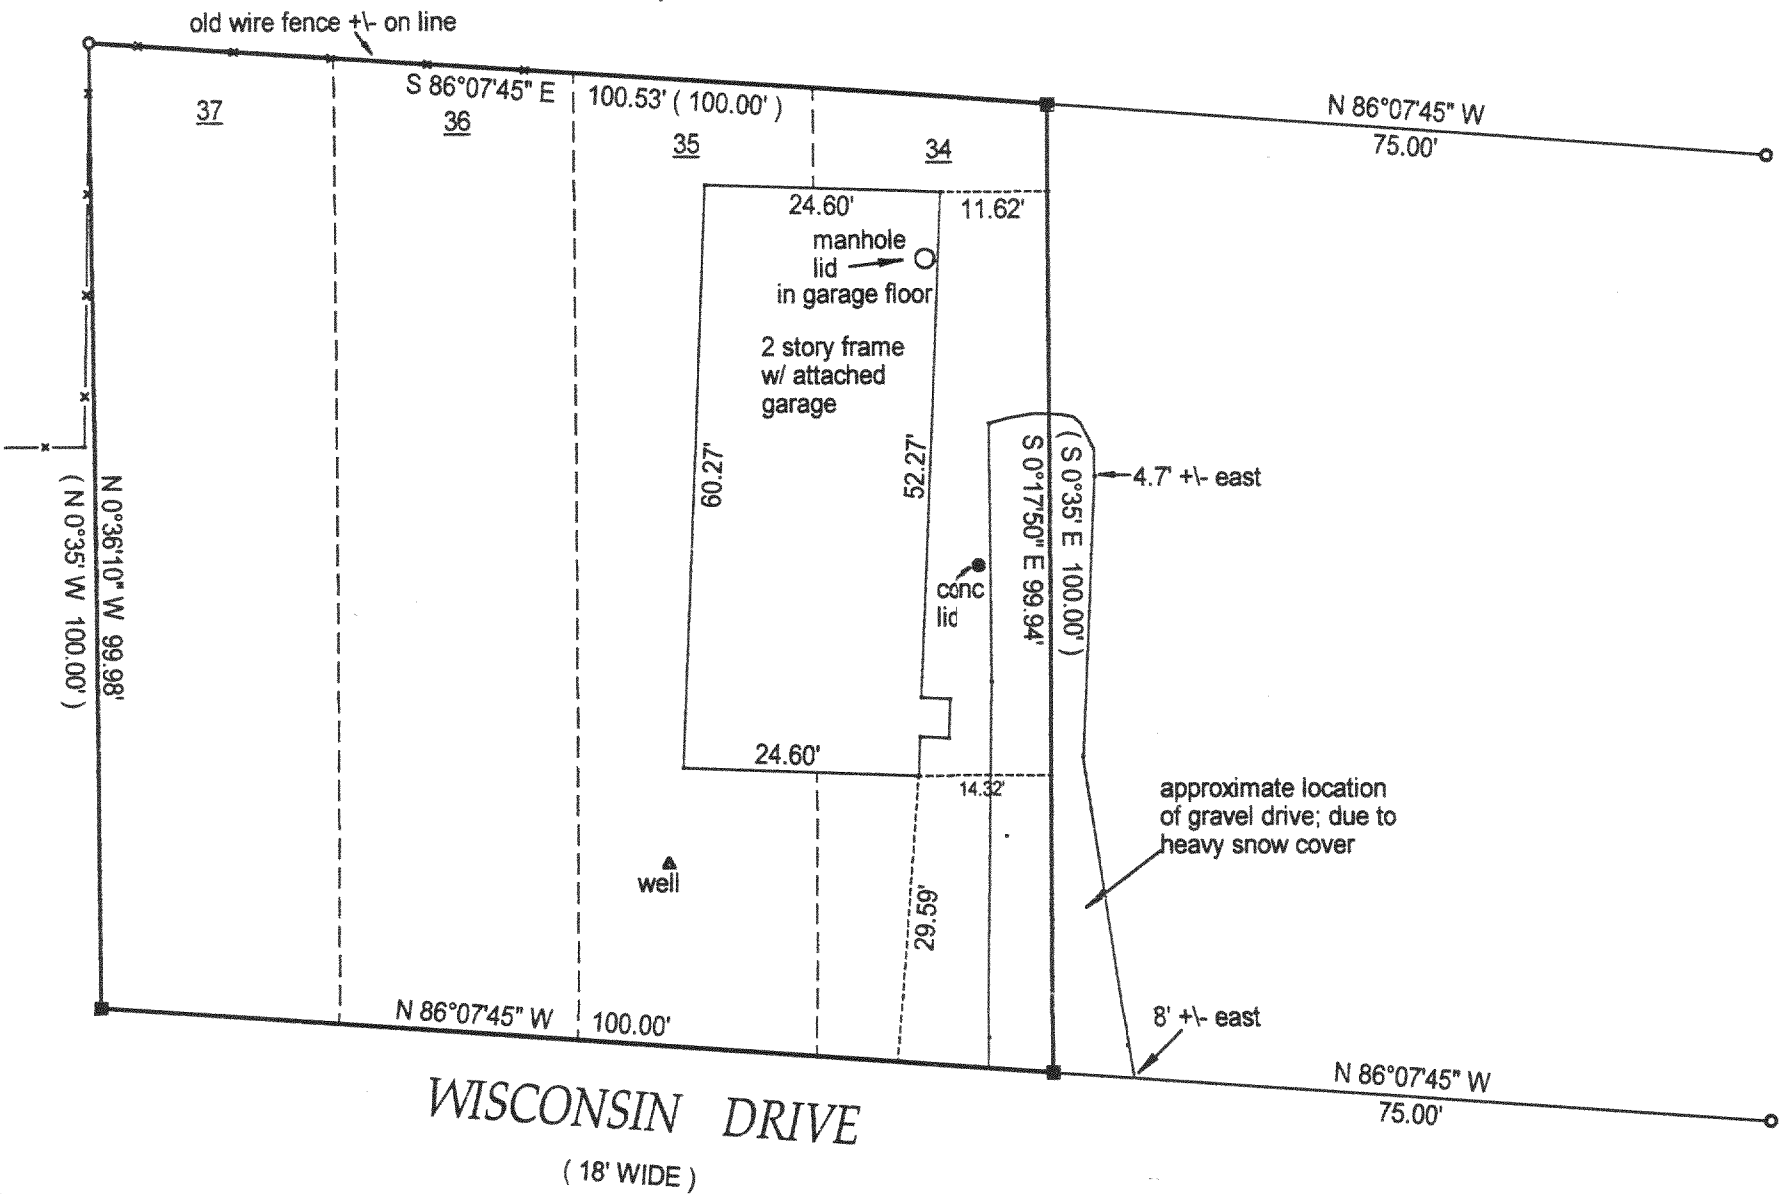 old wire fence +\- on line
S 86°07'45" E 100.53' ( 100.00' )
N 86°07'45" W
75.00'
37
36
35
34
24.60'
11.62'
manhole
lid
in garage floor
2 story frame
w/ attached
garage
60.27'
52.27'
S 0°17'50" E 99.94'
( S 0°35' E 100.00' )
4.7' +\- east
N 0°36'10" W 99.98'
( N 0°35' W 100.00' )
conc
lid
24.60'
14.32'
approximate location
of gravel drive; due to
heavy snow cover
well
29.59'
N 86°07'45" W 100.00'
8' +\- east
N 86°07'45" W
75.00'
WISCONSIN DRIVE
( 18' WIDE )